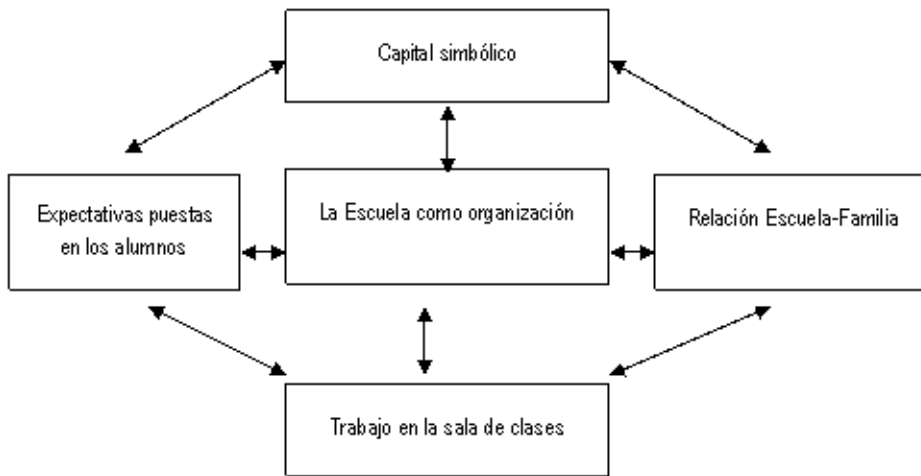 Capital simbólico
Expectativas puestas
en los alumnos
La Escuela como organización
Relación Escuela-Familia
Trabajo en la sala de clases